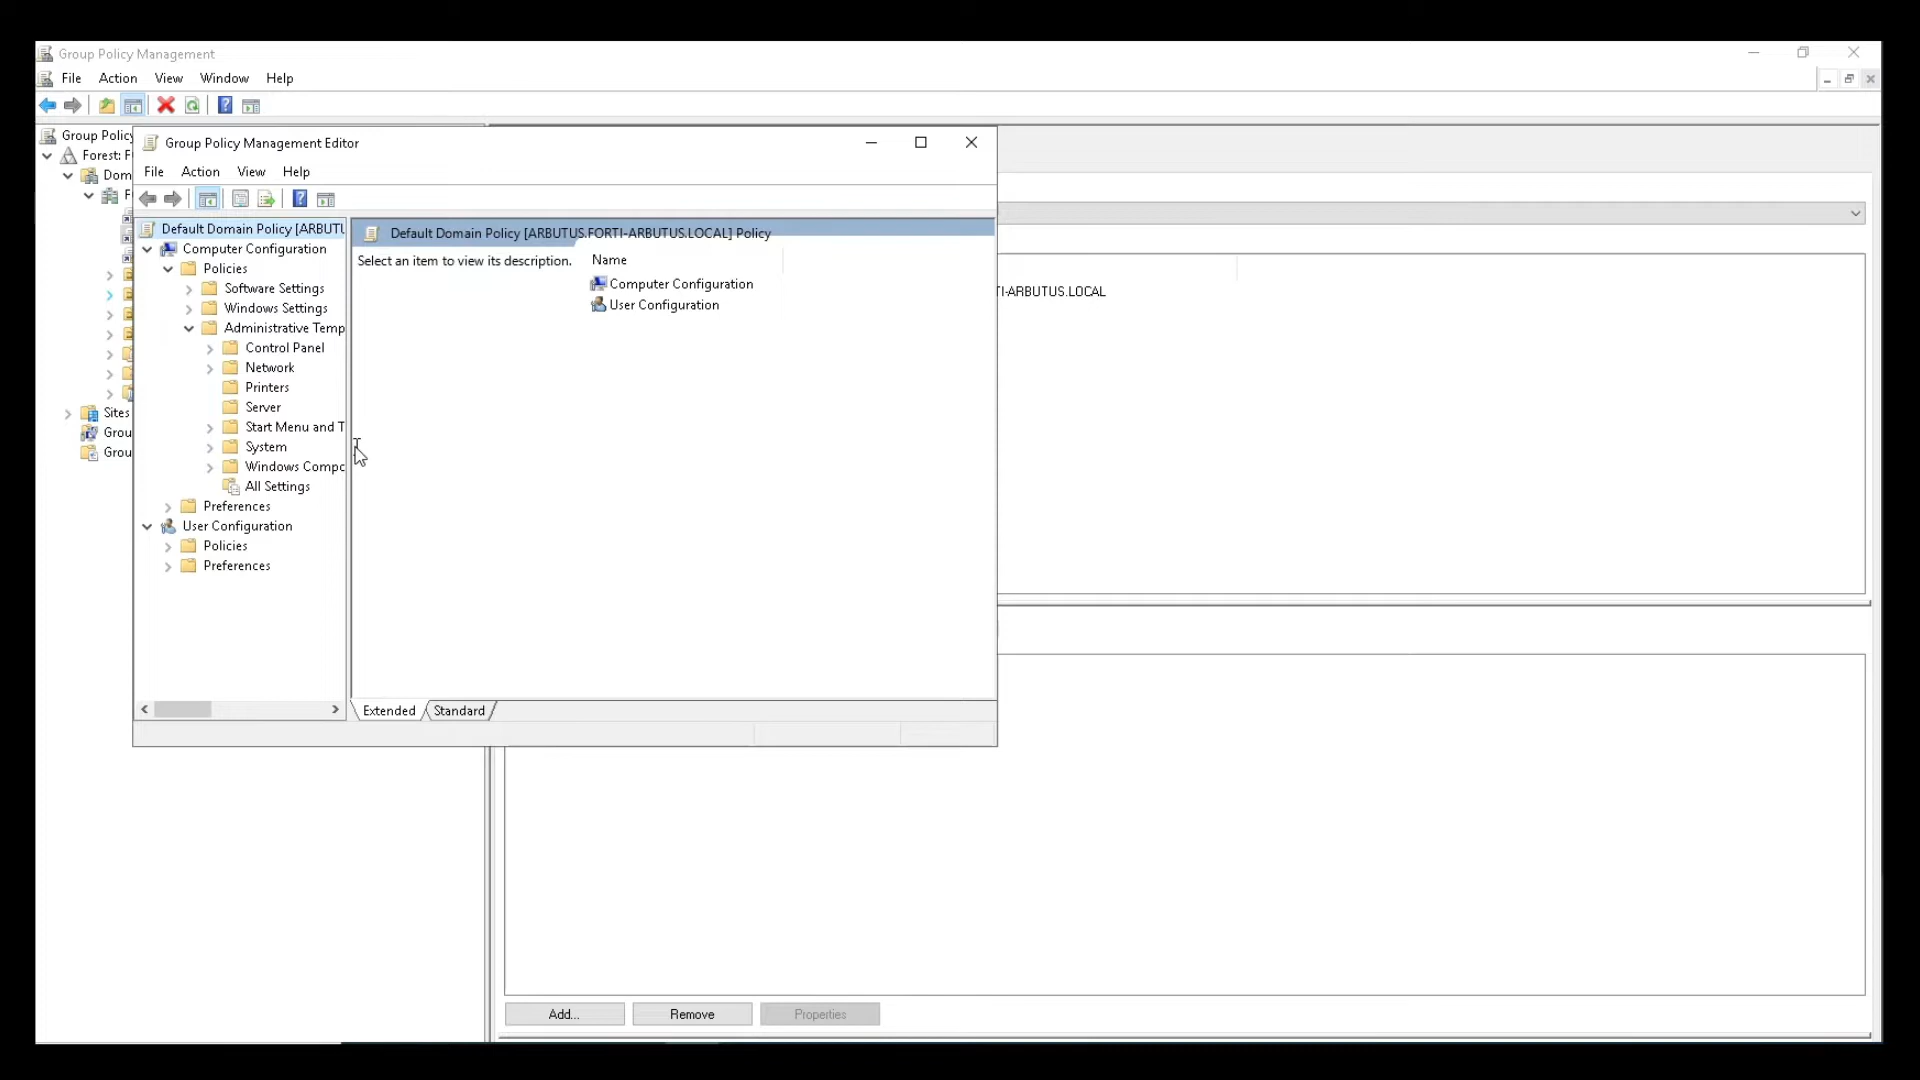 Group Policy Management
File Action View Window Help
Group Policy
Forest: F
Dom
F
Sites
Grou
Grou
Group Policy Management Editor
File Action View Help
Default Domain Policy [ARBUTU
Computer Configuration
Policies
Software Settings
Windows Settings
Administrative Temp
Control Panel
Network
Printers
Server
Start Menu and T
System
Windows Compo
All Settings
Preferences
User Configuration
Policies
Preferences
Default Domain Policy [ARBUTUS.FORTI-ARBUTUS.LOCAL] Policy
Select an item to view its description.
Name
Computer Configuration
User Configuration
Extended Standard
TI-ARBUTUS.LOCAL
Add... Remove Properties